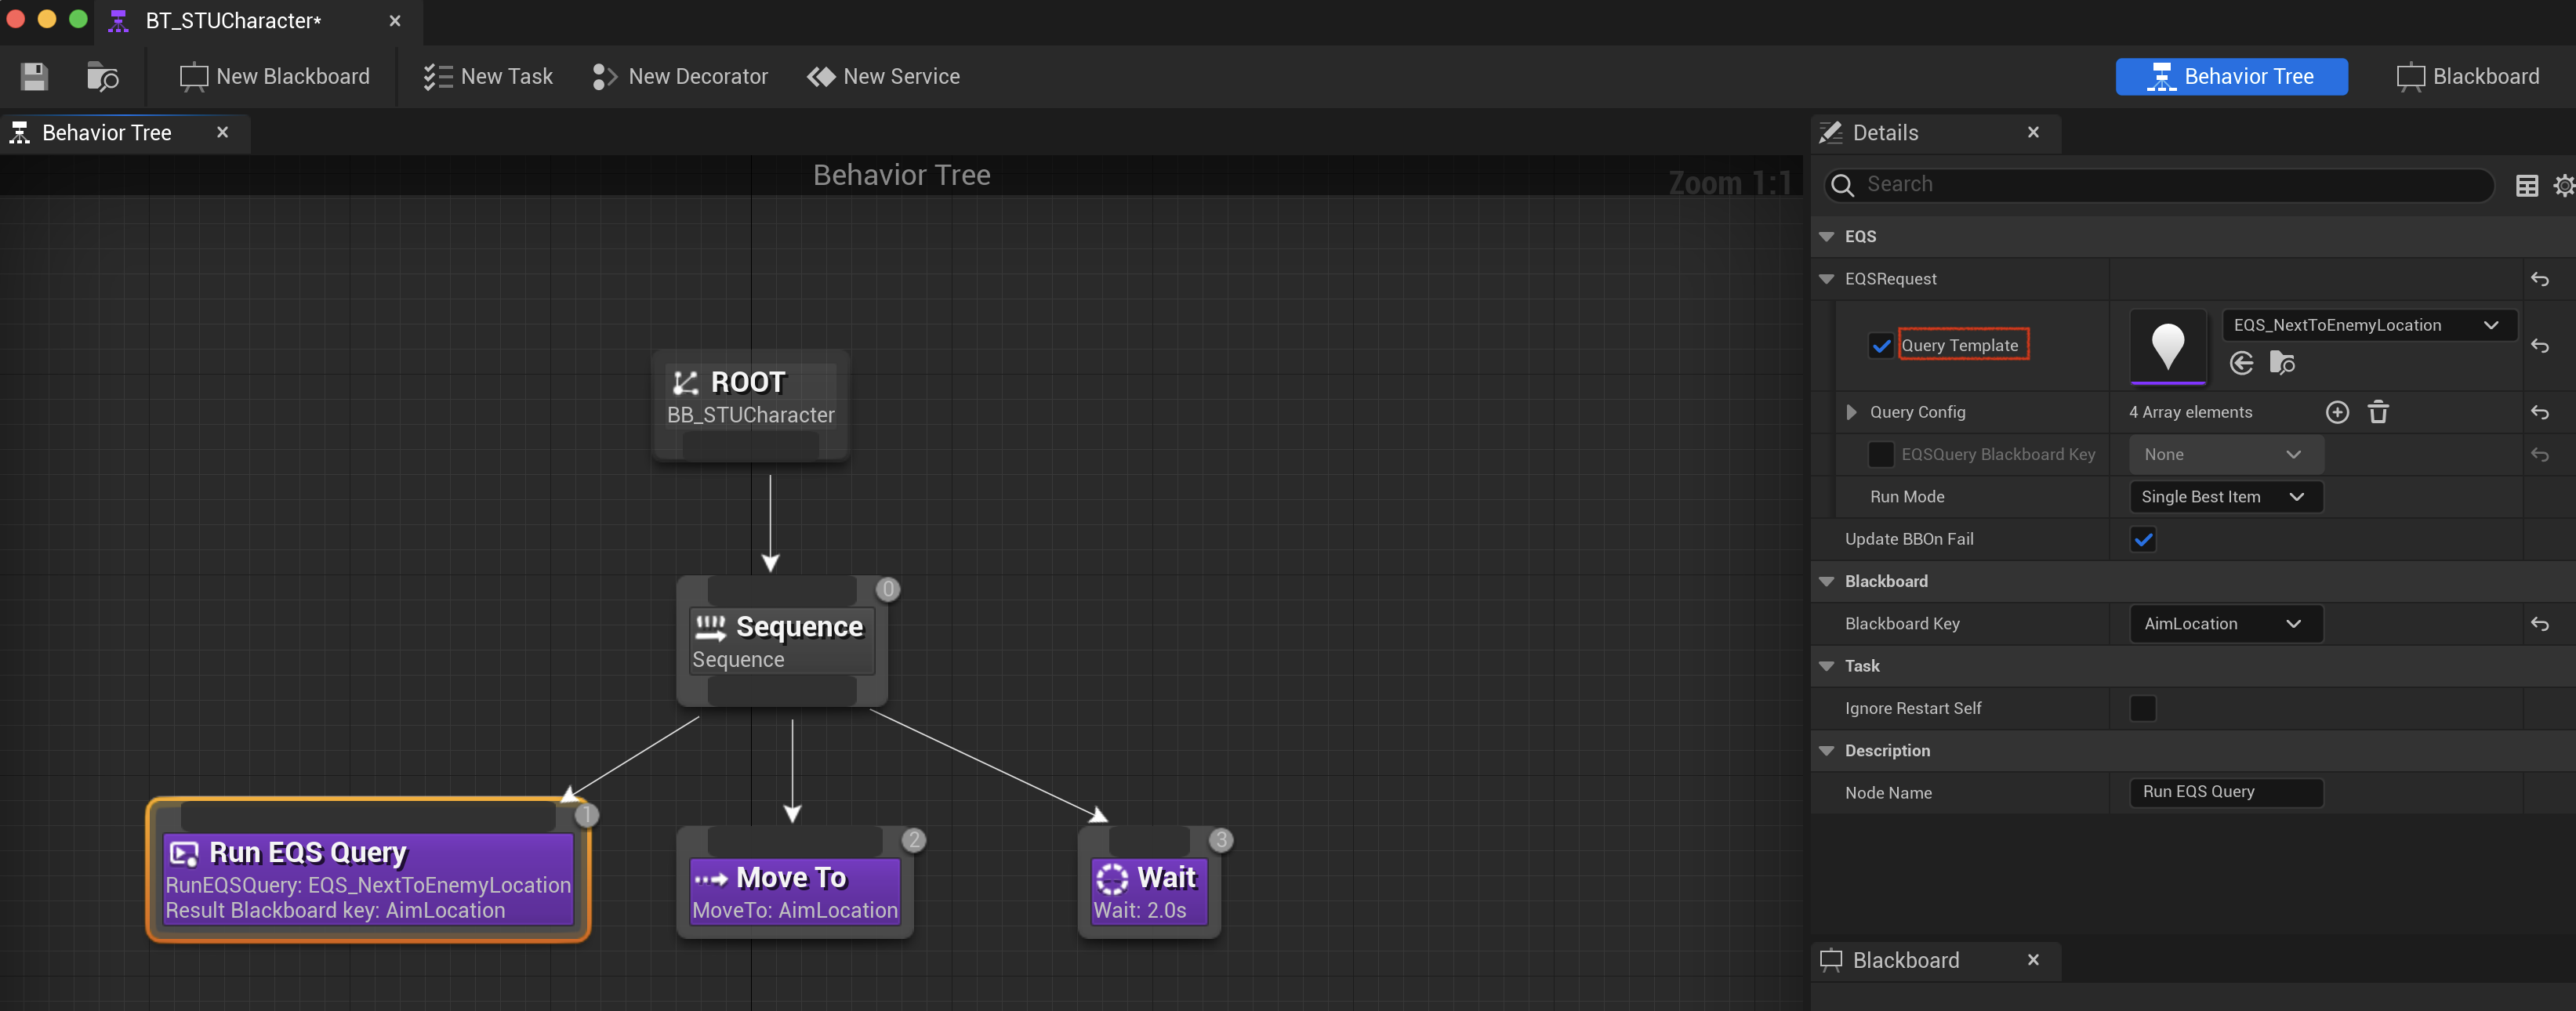 BT_STUCharacter*
New Blackboard
New Task
New Decorator
New Service
Behavior Tree
Blackboard
Behavior Tree
Behavior Tree
Zoom 1:1
ROOT
BB_STUCharacter
0
Sequence
Sequence
1
Run EQS Query
RunEQSQuery: EQS_NextToEnemyLocation
Result Blackboard key: AimLocation
2
Move To
MoveTo: AimLocation
3
Wait
Wait: 2.0s
Details
Search
EQS
EQSRequest
Query Template
EQS_NextToEnemyLocation
Query Config
4 Array elements
EQSQuery Blackboard Key
None
Run Mode
Single Best Item
Update BBOn Fail
Blackboard
Blackboard Key
AimLocation
Task
Ignore Restart Self
Description
Node Name
Run EQS Query
Blackboard